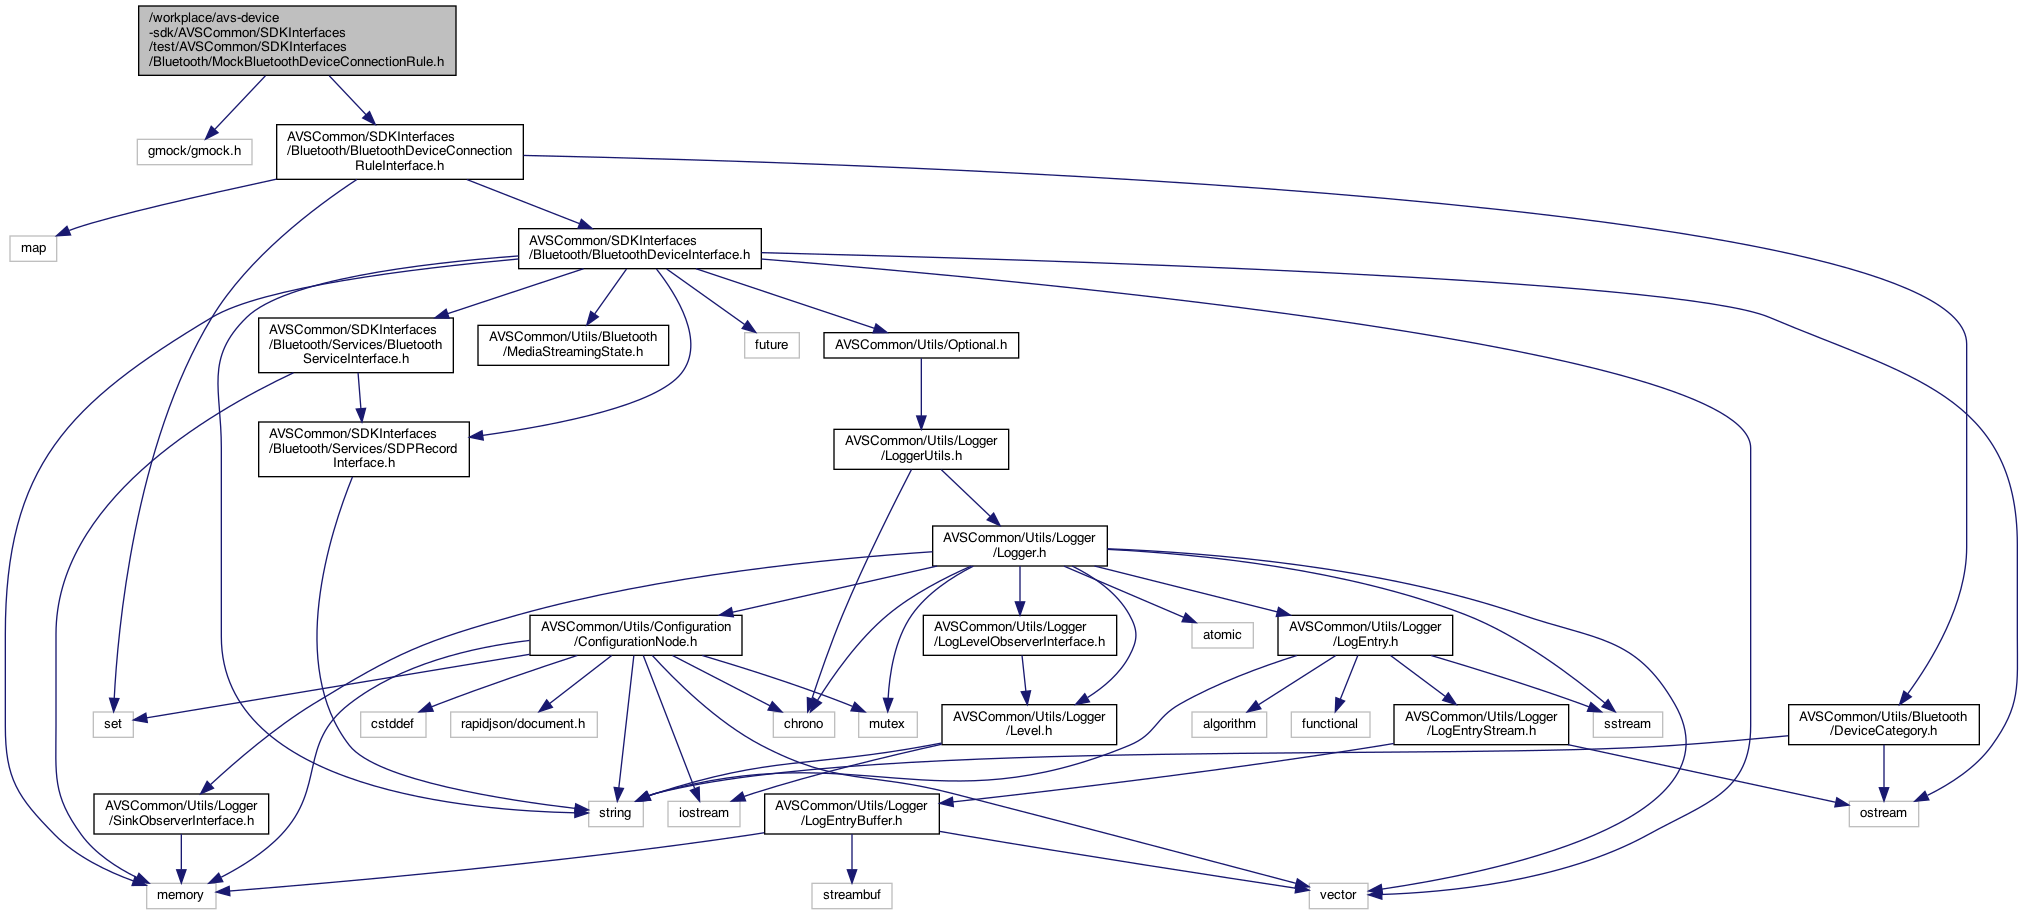 /workplace/avs-device
-sdk/AVSCommon/SDKInterfaces
/test/AVSCommon/SDKInterfaces
/Bluetooth/MockBluetoothDeviceConnectionRule.h
gmock/gmock.h
AVSCommon/SDKInterfaces
/Bluetooth/BluetoothDeviceConnection
RuleInterface.h
map
AVSCommon/SDKInterfaces
/Bluetooth/BluetoothDeviceInterface.h
AVSCommon/SDKInterfaces
/Bluetooth/Services/Bluetooth
ServiceInterface.h
AVSCommon/Utils/Bluetooth
/MediaStreamingState.h
future
AVSCommon/Utils/Optional.h
AVSCommon/SDKInterfaces
/Bluetooth/Services/SDPRecord
Interface.h
AVSCommon/Utils/Logger
/LoggerUtils.h
AVSCommon/Utils/Logger
/Logger.h
AVSCommon/Utils/Configuration
/ConfigurationNode.h
AVSCommon/Utils/Logger
/LogLevelObserverInterface.h
atomic
AVSCommon/Utils/Logger
/LogEntry.h
set
cstddef
rapidjson/document.h
chrono
mutex
AVSCommon/Utils/Logger
/Level.h
algorithm
functional
AVSCommon/Utils/Logger
/LogEntryStream.h
sstream
AVSCommon/Utils/Bluetooth
/DeviceCategory.h
AVSCommon/Utils/Logger
/SinkObserverInterface.h
string
iostream
AVSCommon/Utils/Logger
/LogEntryBuffer.h
ostream
memory
streambuf
vector